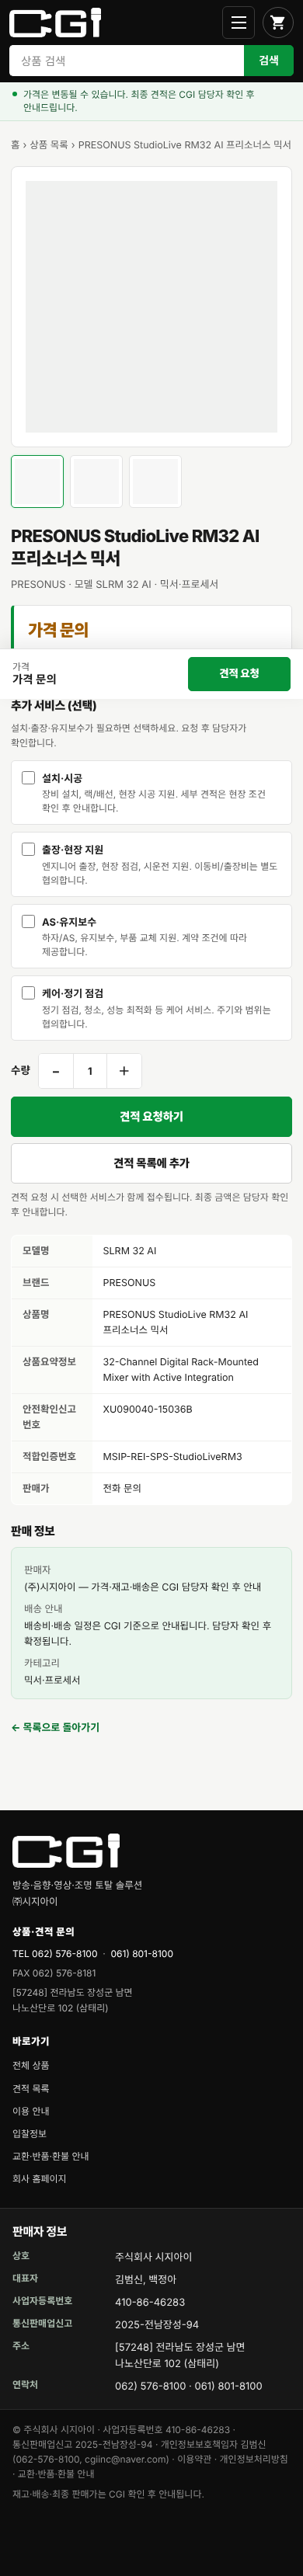 CGI
상품 검색
검색
가격은 변동될 수 있습니다. 최종 견적은 CGI 담당자 확인 후
안내드립니다.
홈 › 상품 목록 › PRESONUS StudioLive RM32 AI 프리소너스 믹서
PRESONUS StudioLive RM32 AI
프리소너스 믹서
PRESONUS · 모델 SLRM 32 AI · 믹서·프로세서
가격 문의
가격
가격 문의
견적 요청
추가 서비스 (선택)
설치·출장·유지보수가 필요하면 선택하세요. 요청 후 담당자가
확인합니다.
설치·시공
장비 설치, 랙/배선, 현장 시공 지원. 세부 견적은 현장 조건
확인 후 안내합니다.
출장·현장 지원
엔지니어 출장, 현장 점검, 시운전 지원. 이동비/출장비는 별도
협의합니다.
AS·유지보수
하자/AS, 유지보수, 부품 교체 지원. 계약 조건에 따라
제공합니다.
케어·정기 점검
정기 점검, 청소, 성능 최적화 등 케어 서비스. 주기와 범위는
협의합니다.
수량
− 1 +
견적 요청하기
견적 목록에 추가
견적 요청 시 선택한 서비스가 함께 접수됩니다. 최종 금액은 담당자 확인
후 안내합니다.
모델명 SLRM 32 AI
브랜드 PRESONUS
상품명 PRESONUS StudioLive RM32 AI
프리소너스 믹서
상품요약정보 32-Channel Digital Rack-Mounted
Mixer with Active Integration
안전확인신고 XU090040-15036B
번호
적합인증번호 MSIP-REI-SPS-StudioLiveRM3
판매가 전화 문의
판매 정보
판매자
(주)시지아이 — 가격·재고·배송은 CGI 담당자 확인 후 안내
배송 안내
배송비·배송 일정은 CGI 기준으로 안내됩니다. 담당자 확인 후
확정됩니다.
카테고리
믹서·프로세서
← 목록으로 돌아가기
CGI
방송·음향·영상·조명 토탈 솔루션
㈜시지아이
상품·견적 문의
TEL 062) 576-8100 · 061) 801-8100
FAX 062) 576-8181
[57248] 전라남도 장성군 남면
나노산단로 102 (삼태리)
바로가기
전체 상품
견적 목록
이용 안내
입찰정보
교환·반품·환불 안내
회사 홈페이지
판매자 정보
상호 주식회사 시지아이
대표자 김범신, 백정아
사업자등록번호 410-86-46283
통신판매업신고 2025-전남장성-94
주소 [57248] 전라남도 장성군 남면
나노산단로 102 (삼태리)
연락처 062) 576-8100 · 061) 801-8100
© 주식회사 시지아이 · 사업자등록번호 410-86-46283 ·
통신판매업신고 2025-전남장성-94 · 개인정보보호책임자 김범신
(062-576-8100, cgiinc@naver.com) · 이용약관 · 개인정보처리방침
· 교환·반품·환불 안내
재고·배송·최종 판매가는 CGI 확인 후 안내됩니다.